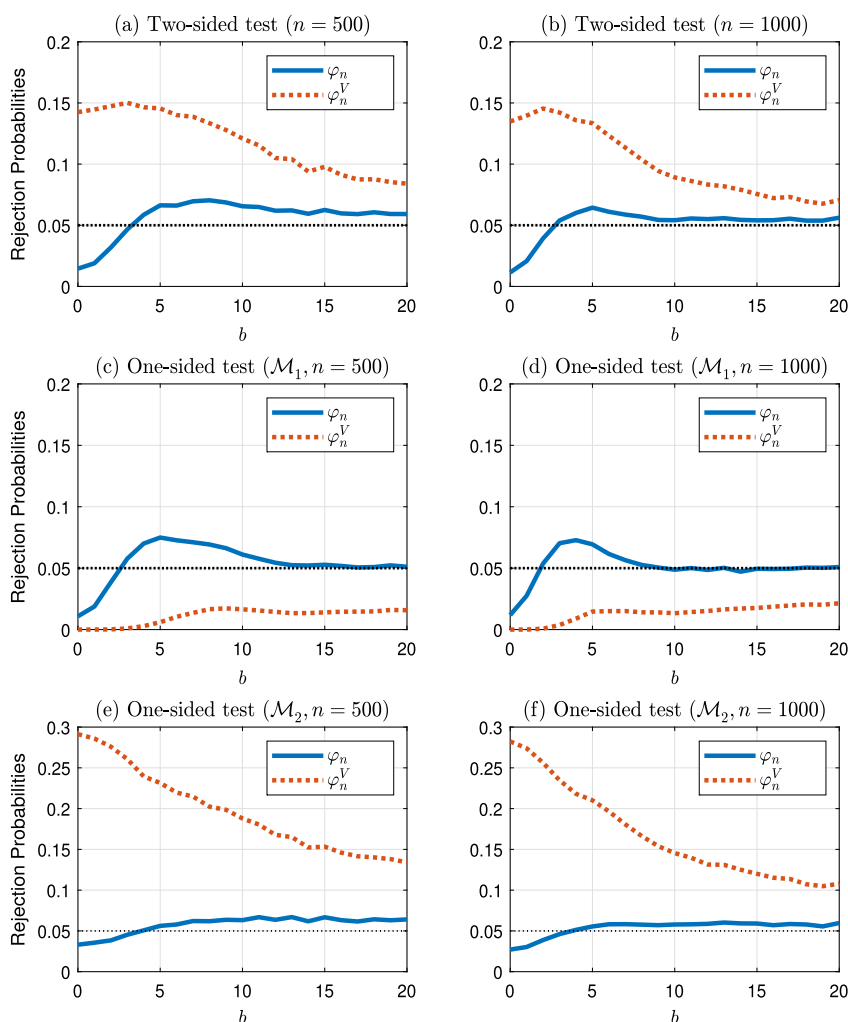 (a) Two-sided test (n = 500)
0.2
0.15
0.1
0.05
0
Rejection Probabilities
φₙ
φₙⱽ
0 5 10 15 20
b
(b) Two-sided test (n = 1000)
0.2
0.15
0.1
0.05
0
φₙ
φₙⱽ
0 5 10 15 20
b
(c) One-sided test (ℳ₁, n = 500)
0.2
0.15
0.1
0.05
0
Rejection Probabilities
φₙ
φₙⱽ
0 5 10 15 20
b
(d) One-sided test (ℳ₁, n = 1000)
0.2
0.15
0.1
0.05
0
φₙ
φₙⱽ
0 5 10 15 20
b
(e) One-sided test (ℳ₂, n = 500)
0.3
0.25
0.2
0.15
0.1
0.05
0
Rejection Probabilities
φₙ
φₙⱽ
0 5 10 15 20
b
(f) One-sided test (ℳ₂, n = 1000)
0.3
0.25
0.2
0.15
0.1
0.05
0
φₙ
φₙⱽ
0 5 10 15 20
b